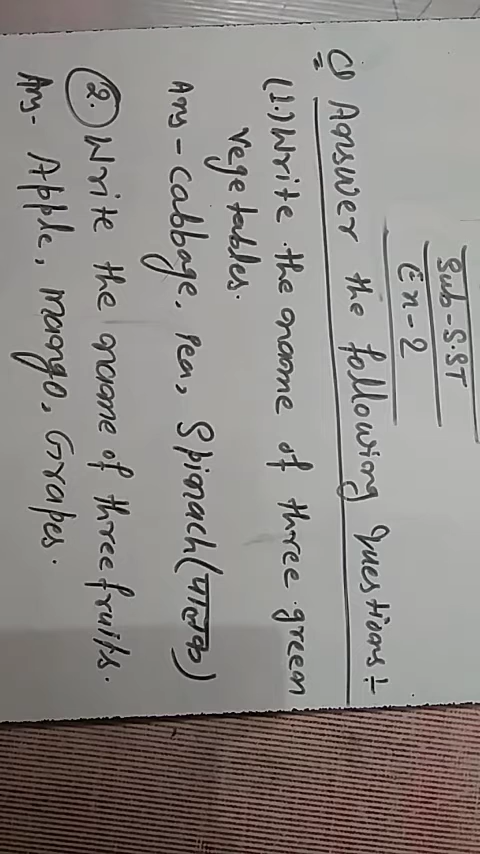 Sub-S.ST
Ex-2
Q Answer the following Questions:-
(1.) Write the name of three green
vegetables.
Ans-Cabbage, Pea, Spinach (पालक)
2. Write the name of three fruits.
Ans- Apple, Mango, Grapes.